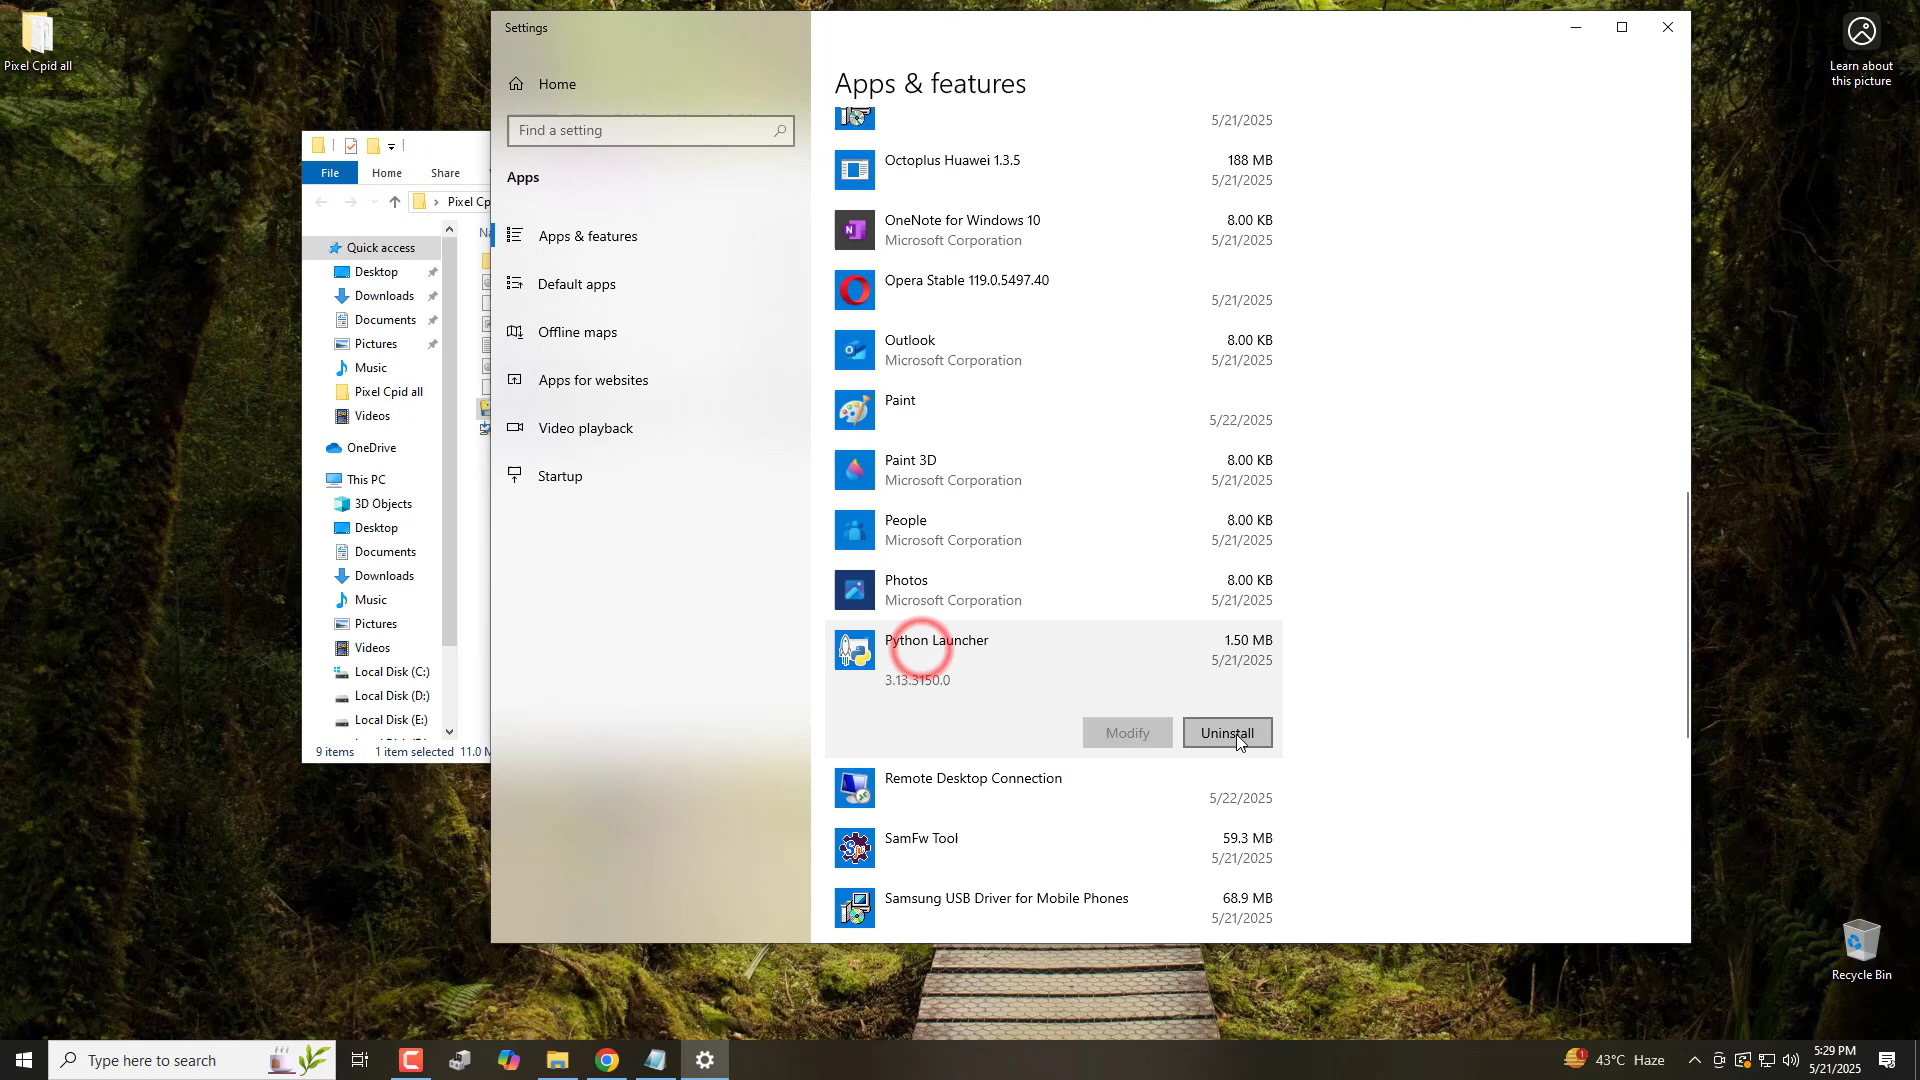 Pixel Cpid all
Learn about
this picture
Recycle Bin
File
Home
Share
Pixel Cp
Quick access
Desktop
Downloads
Documents
Pictures
Music
Pixel Cpid all
Videos
OneDrive
This PC
3D Objects
Desktop
Documents
Downloads
Music
Pictures
Videos
Local Disk (C:)
Local Disk (D:)
Local Disk (E:)
9 items 1 item selected 11.0 M
Settings
Home
Find a setting
Apps
Apps & features
Default apps
Offline maps
Apps for websites
Video playback
Startup
Apps & features
5/21/2025
Octoplus Huawei 1.3.5 188 MB
5/21/2025
OneNote for Windows 10 8.00 KB
Microsoft Corporation 5/21/2025
Opera Stable 119.0.5497.40
5/21/2025
Outlook 8.00 KB
Microsoft Corporation 5/21/2025
Paint
5/22/2025
Paint 3D 8.00 KB
Microsoft Corporation 5/21/2025
People 8.00 KB
Microsoft Corporation 5/21/2025
Photos 8.00 KB
Microsoft Corporation 5/21/2025
Python Launcher 1.50 MB
5/21/2025
3.13.3150.0
Modify Uninstall
Remote Desktop Connection
5/22/2025
SamFw Tool 59.3 MB
5/21/2025
Samsung USB Driver for Mobile Phones 68.9 MB
5/21/2025
Type here to search
43°C Haze
5:29 PM
5/21/2025